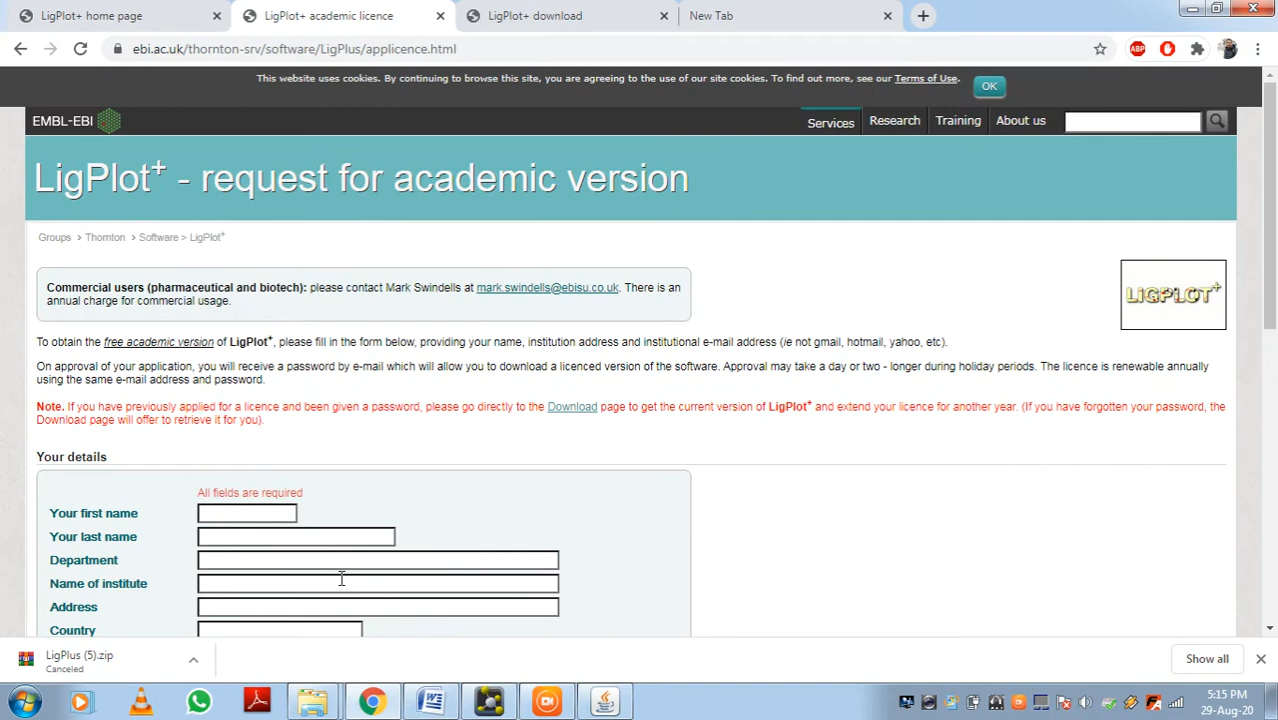 LigPlot+ home page
LigPlot+ academic licence
LigPlot+ download
New Tab
ebi.ac.uk/thornton-srv/software/LigPlus/applicence.html
ABP
This website uses cookies. By continuing to browse this site, you are agreeing to the use of our site cookies. To find out more, see our Terms of Use.
OK
EMBL-EBI
Services
Research
Training
About us
LigPlot+ - request for academic version
Groups > Thornton > Software > LigPlot+
Commercial users (pharmaceutical and biotech): please contact Mark Swindells at mark.swindells@ebisu.co.uk. There is an
annual charge for commercial usage.
LIGPLOT+
To obtain the free academic version of LigPlot+, please fill in the form below, providing your name, institution address and institutional e-mail address (ie not gmail, hotmail, yahoo, etc).
On approval of your application, you will receive a password by e-mail which will allow you to download a licenced version of the software. Approval may take a day or two - longer during holiday periods. The licence is renewable annually
using the same e-mail address and password.
Note. If you have previously applied for a licence and been given a password, please go directly to the Download page to get the current version of LigPlot+ and extend your licence for another year. (If you have forgotten your password, the
Download page will offer to retrieve it for you).
Your details
All fields are required
Your first name
Your last name
Department
Name of institute
Address
Country
LigPlus (5).zip
Canceled
Show all
5:15 PM
29-Aug-20